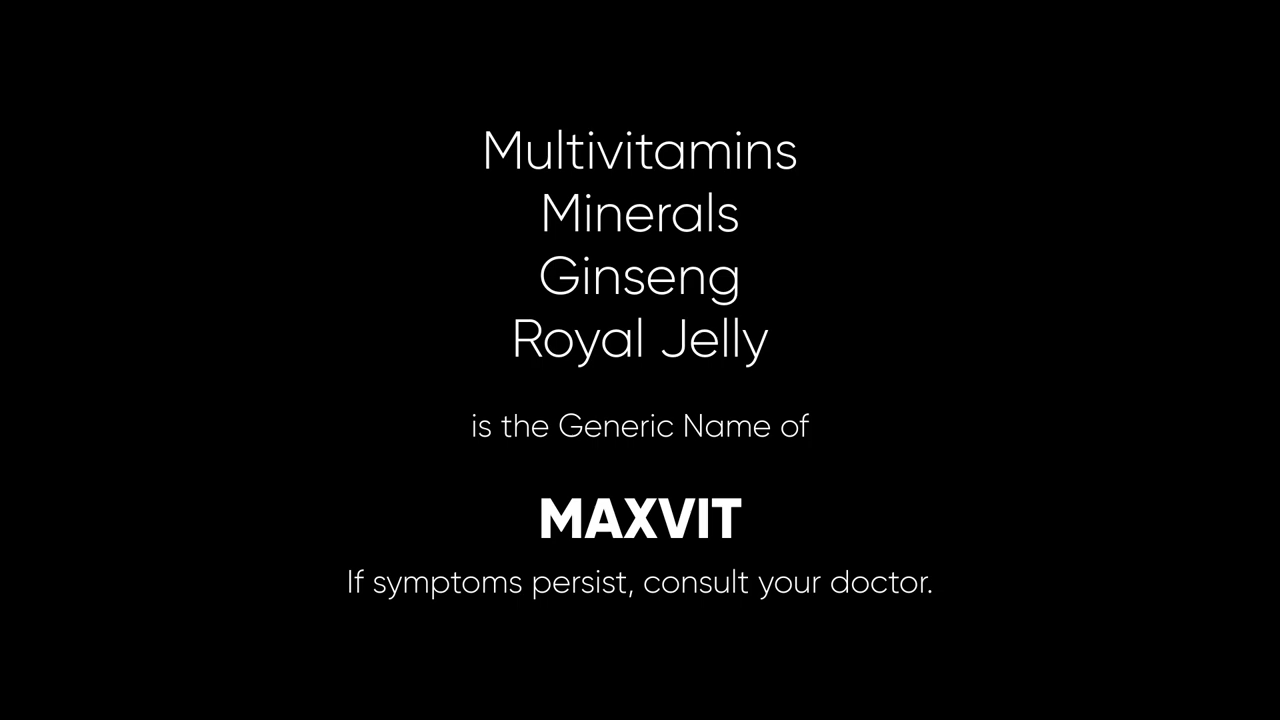 Multivitamins
Minerals
Ginseng
Royal Jelly
is the Generic Name of
MAXVIT
If symptoms persist, consult your doctor.